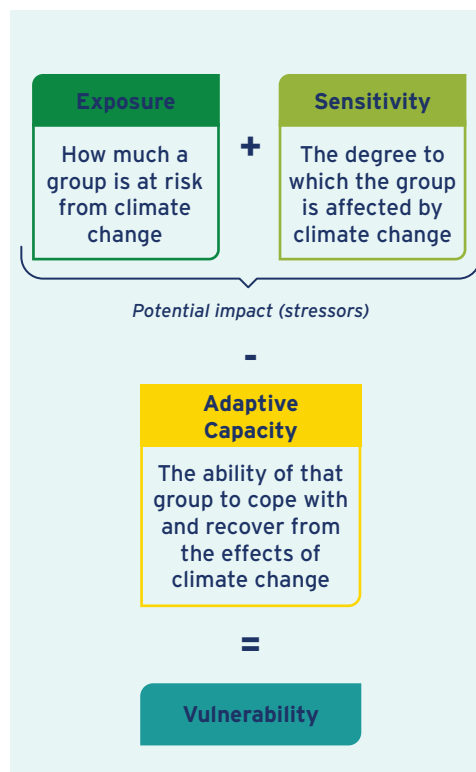 Exposure
How much a
group is at risk
from climate
change
+
Sensitivity
The degree to
which the group
is affected by
climate change
Potential impact (stressors)
-
Adaptive
Capacity
The ability of that
group to cope with
and recover from
the effects of
climate change
=
Vulnerability